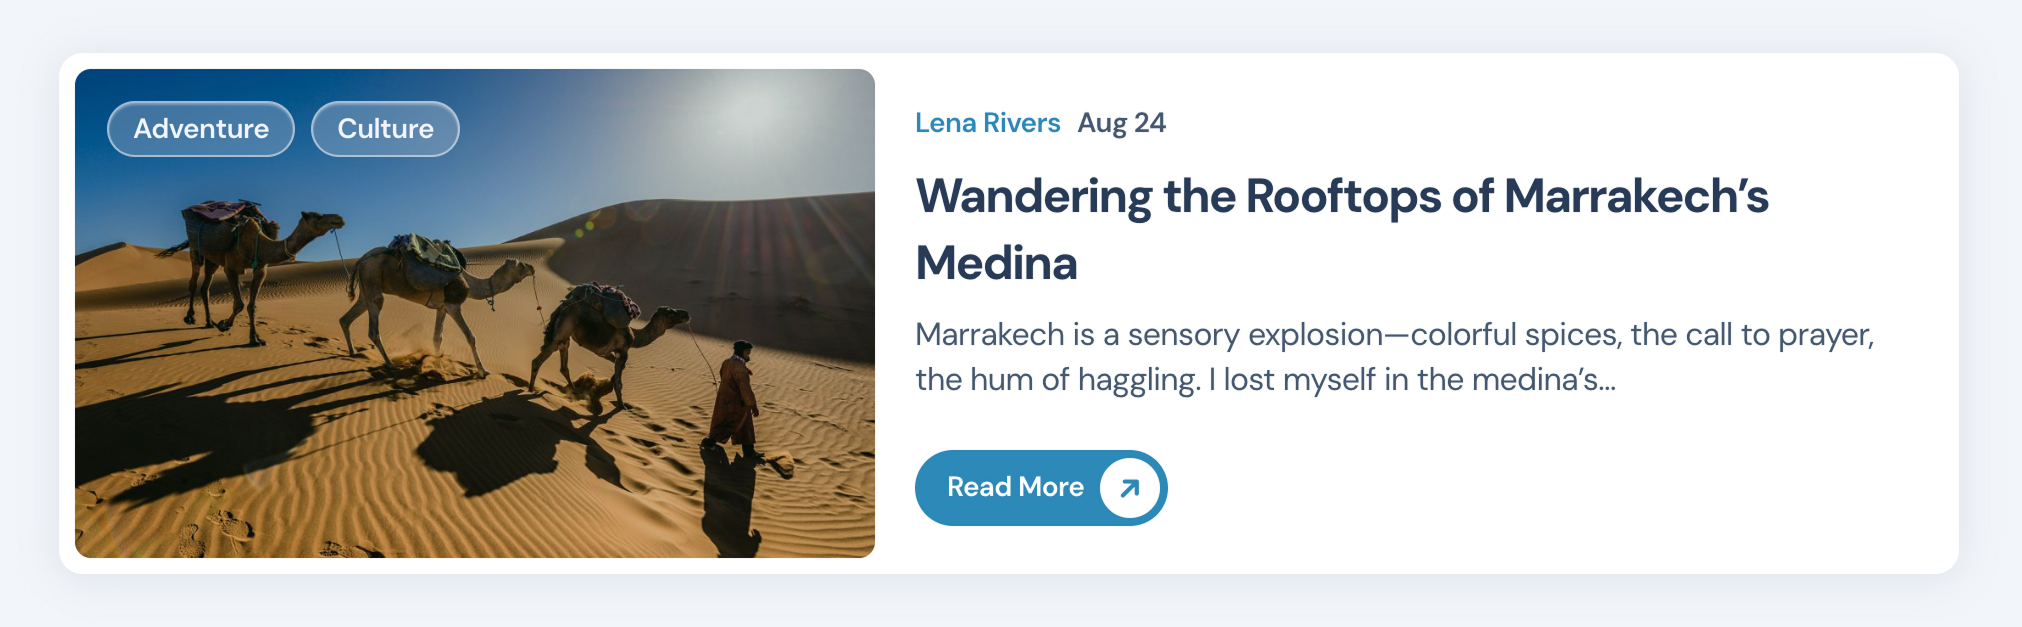 Adventure
Culture
Lena Rivers Aug 24
Wandering the Rooftops of Marrakech’s
Medina
Marrakech is a sensory explosion—colorful spices, the call to prayer,
the hum of haggling. I lost myself in the medina’s...
Read More